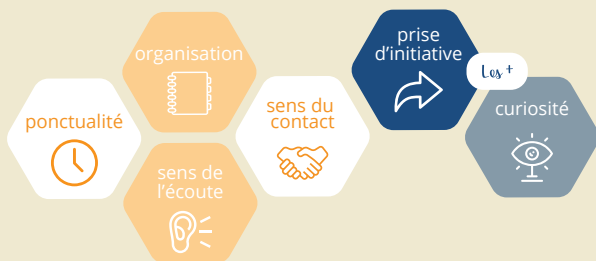 ponctualité
organisation
sens de
l'écoute
sens du
contact
prise
d'initiative
Les +
curiosité